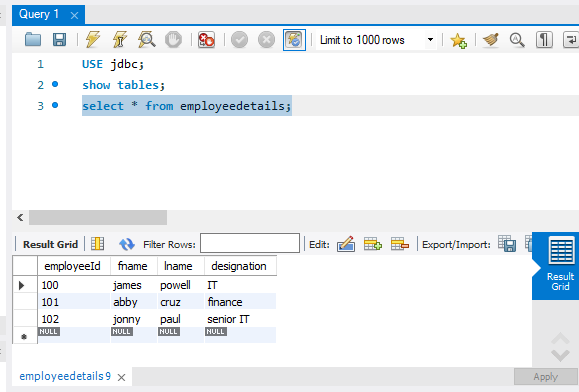 Query 1
Limit to 1000 rows
1 USE jdbc;
2 show tables;
3 select * from employeedetails;
Result Grid Filter Rows: Edit: Export/Import:
employeeId fname lname designation
100 james powell IT
101 abby cruz finance
102 jonny paul senior IT
NULL NULL NULL NULL
Result
Grid
employeedetails 9
Apply